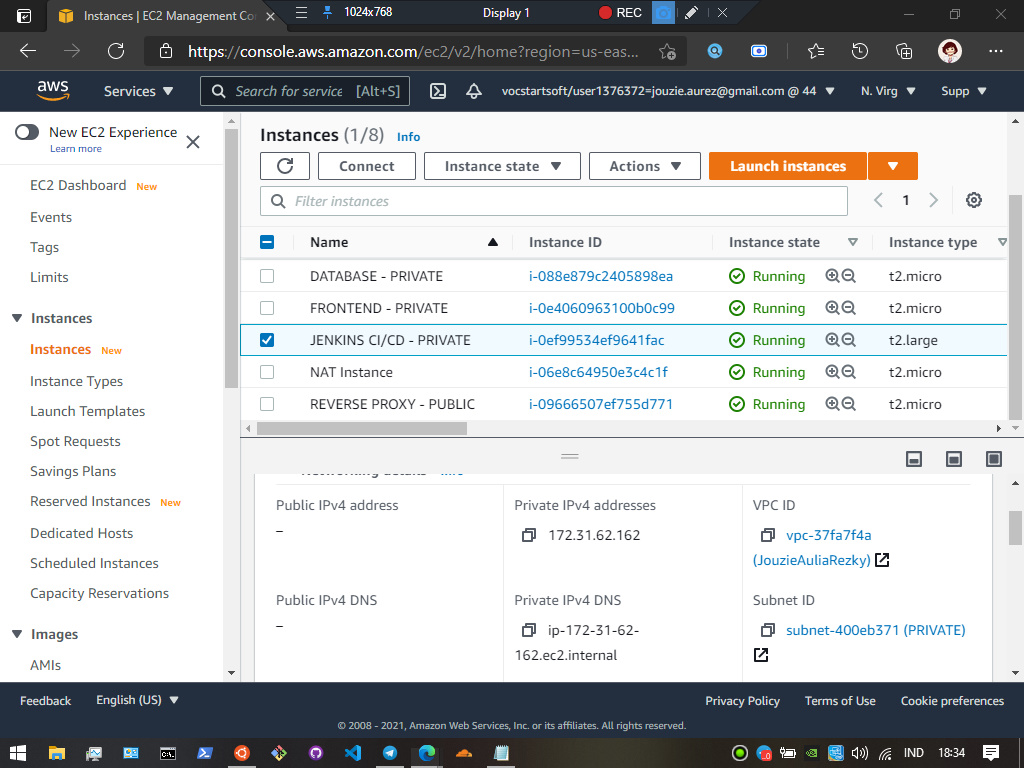 1024x768 Display 1 REC
Instances | EC2 Management Co
https://console.aws.amazon.com/ec2/v2/home?region=us-eas...
aws Services Search for service [Alt+S] vocstartsoft/user1376372=jouzie.aurez@gmail.com @ 44 N. Virg Supp
New EC2 Experience
Learn more
EC2 Dashboard New
Events
Tags
Limits
Instances
Instances New
Instance Types
Launch Templates
Spot Requests
Savings Plans
Reserved Instances New
Dedicated Hosts
Scheduled Instances
Capacity Reservations
Images
AMIs
Instances (1/8) Info
Connect Instance state Actions Launch instances
Filter instances 1
Name Instance ID Instance state Instance type
DATABASE - PRIVATE i-088e879c2405898ea Running t2.micro
FRONTEND - PRIVATE i-0e4060963100b0c99 Running t2.micro
JENKINS CI/CD - PRIVATE i-0ef99534ef9641fac Running t2.large
NAT Instance i-06e8c64950e3c4c1f Running t2.micro
REVERSE PROXY - PUBLIC i-09666507ef755d771 Running t2.micro
Public IPv4 address
–
Private IPv4 addresses
172.31.62.162
VPC ID
vpc-37fa7f4a
(JouzieAuliaRezky)
Public IPv4 DNS
–
Private IPv4 DNS
ip-172-31-62-
162.ec2.internal
Subnet ID
subnet-400eb371 (PRIVATE)
Feedback English (US) Privacy Policy Terms of Use Cookie preferences
© 2008 - 2021, Amazon Web Services, Inc. or its affiliates. All rights reserved.
IND 18:34